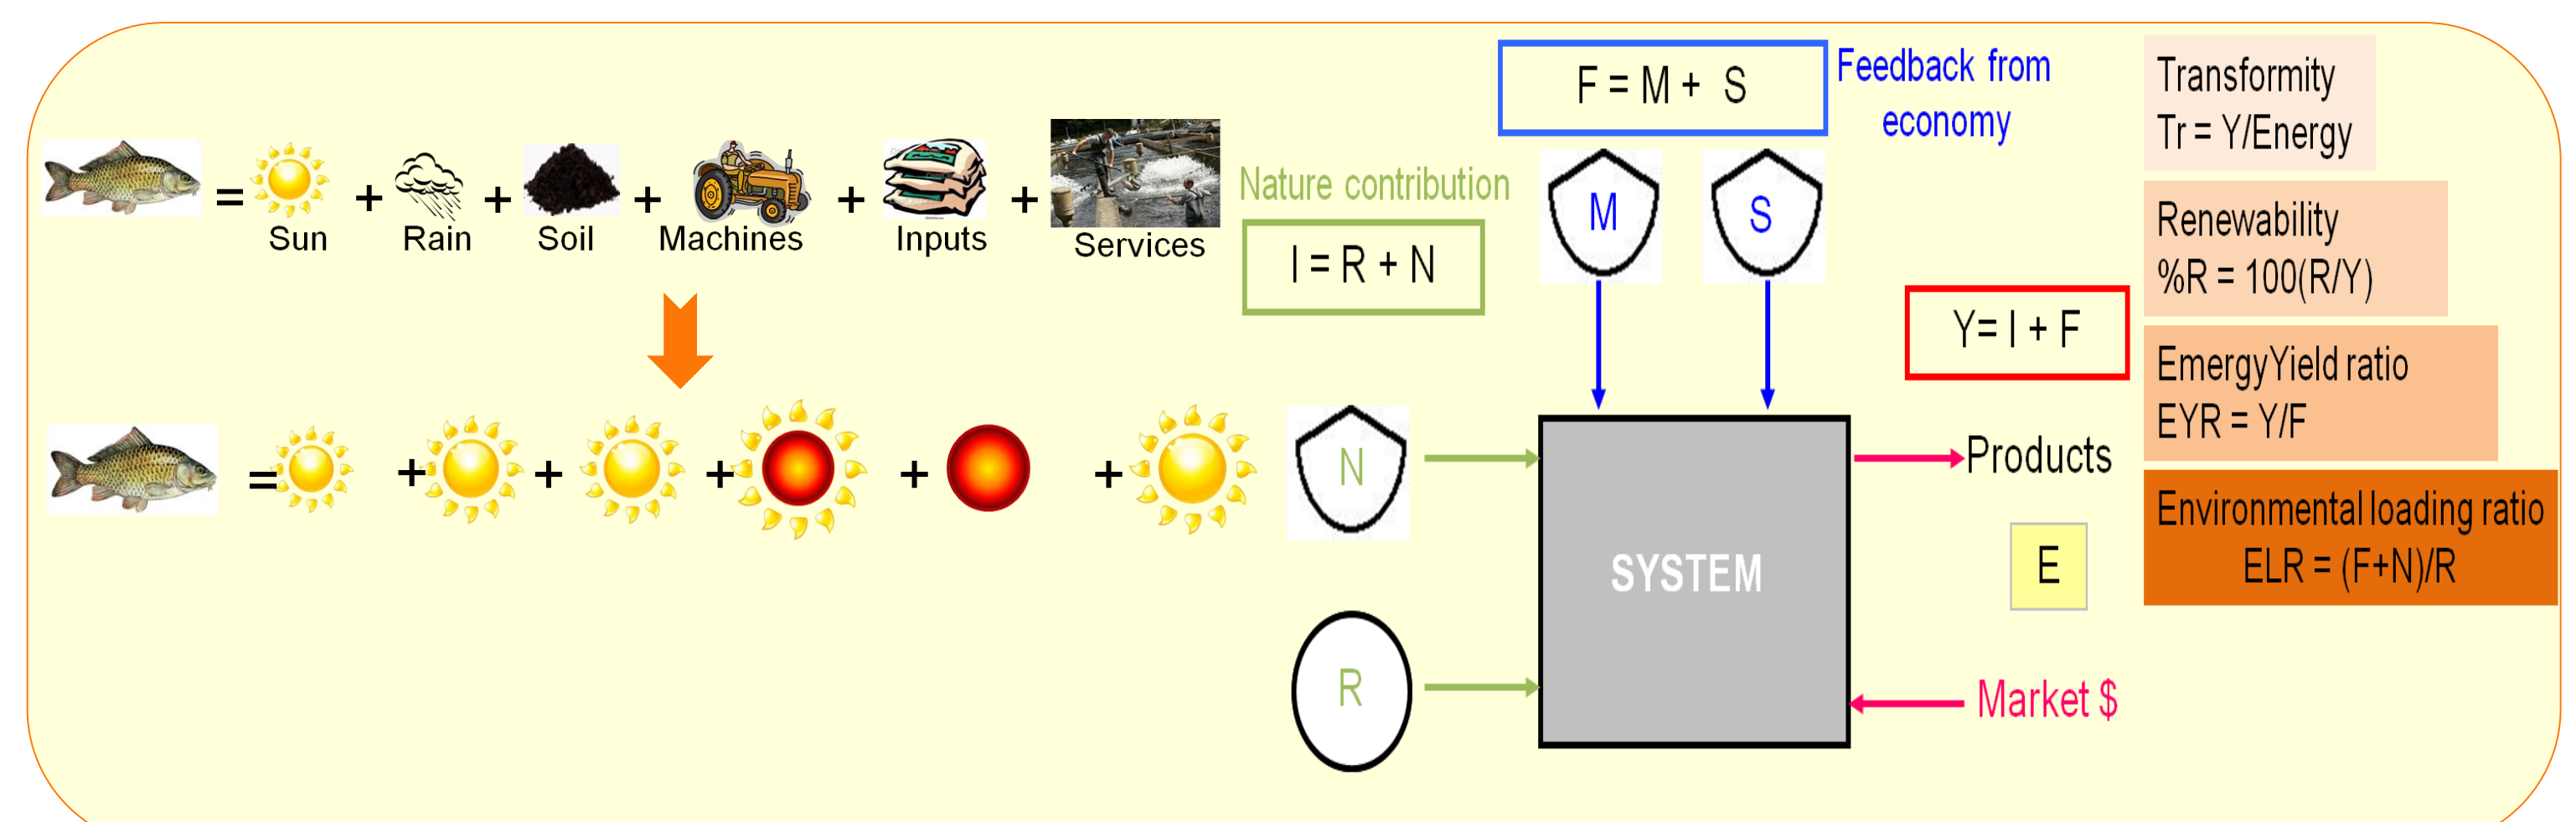 =
+
+
+
+
+
Sun
Rain
Soil
Machines
Inputs
Services
=
+
+
+
+
+
Nature contribution
I = R + N
F = M + S
Feedback from
economy
M
S
N
R
SYSTEM
Y= I + F
Products
E
Market $
Transformity
Tr = Y/Energy
Renewability
%R = 100(R/Y)
EmergyYield ratio
EYR = Y/F
Environmental loading ratio
ELR = (F+N)/R